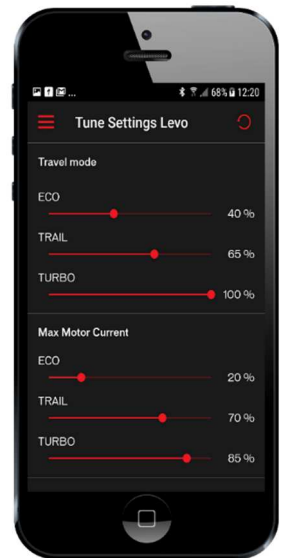 ... 68% 12:20
Tune Settings Levo
Travel mode
ECO
40 %
TRAIL
65 %
TURBO
100 %
Max Motor Current
ECO
20 %
TRAIL
70 %
TURBO
85 %